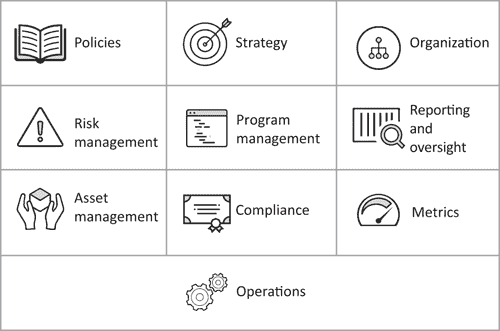 Policies
Strategy
Organization
Risk
management
Program
management
Reporting
and
oversight
Asset
management
Compliance
Metrics
Operations